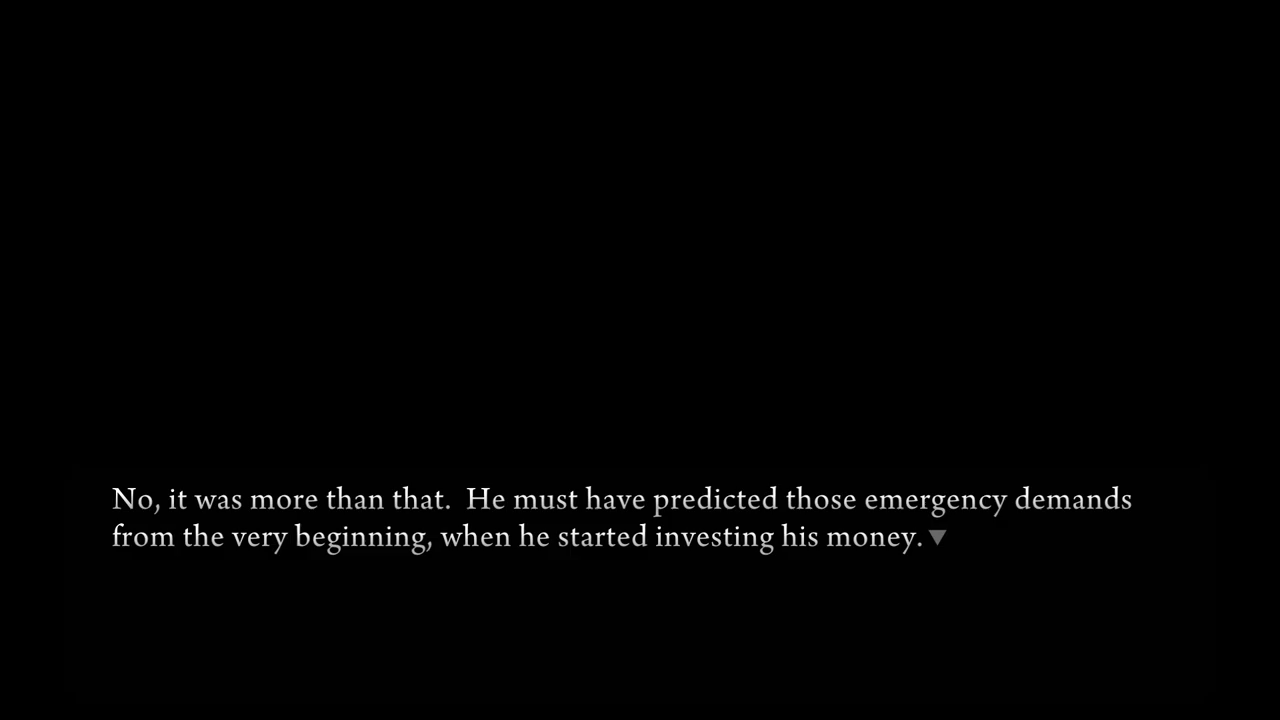 No, it was more than that.  He must have predicted those emergency demands
from the very beginning, when he started investing his money.